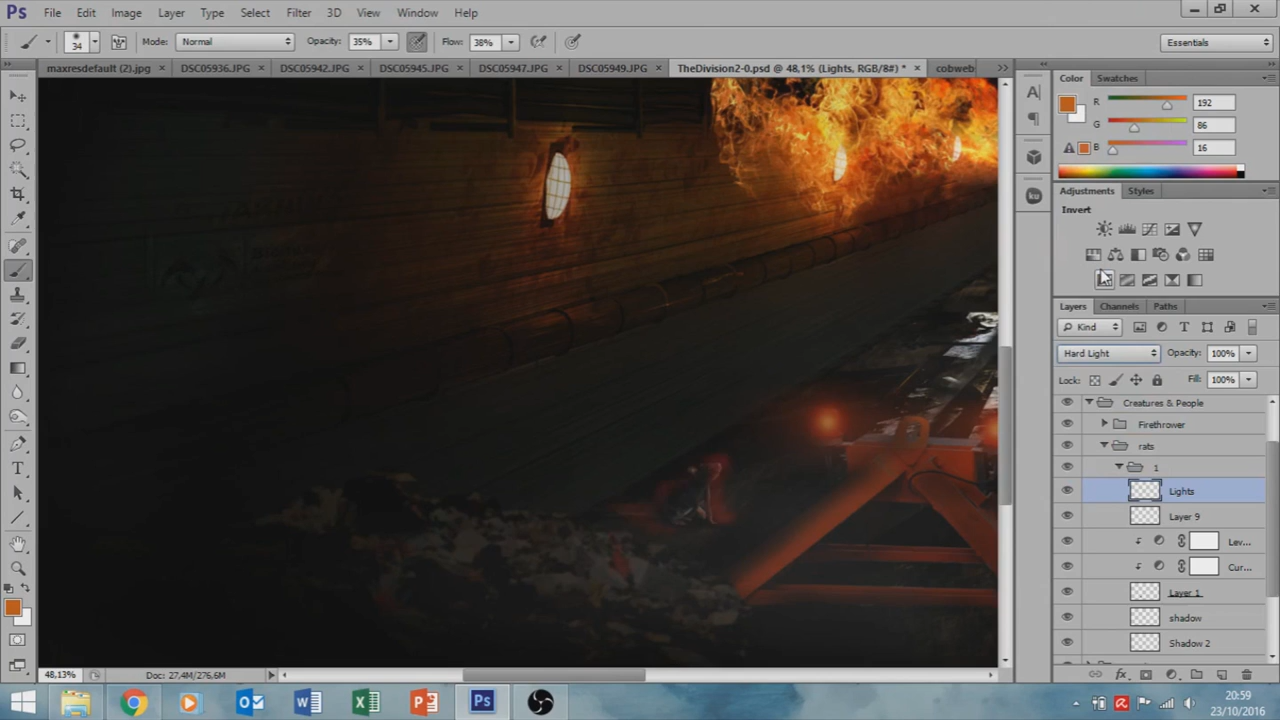 Ps File Edit Image Layer Type Select Filter 3D View Window Help
34 Mode: Normal Opacity: 35% Flow: 38% Essentials
maxresdefault (2).jpg × DSC05936.JPG × DSC05942.JPG × DSC05945.JPG × DSC05947.JPG × DSC05949.JPG × TheDivision2-0.psd @ 48,1% (Lights, RGB/8#) * × cobweb
Color Swatches
R 192
G 86
B 16
Adjustments Styles
Invert
ku
Layers Channels Paths
Kind
Hard Light Opacity: 100%
Lock: Fill: 100%
Creatures & People
Firethrower
rats
1
Lights
Layer 9
Lev...
Cur...
Layer 1
shadow
Shadow 2
48,13% Doc: 27,4M/276,6M
20:59
23/10/2016